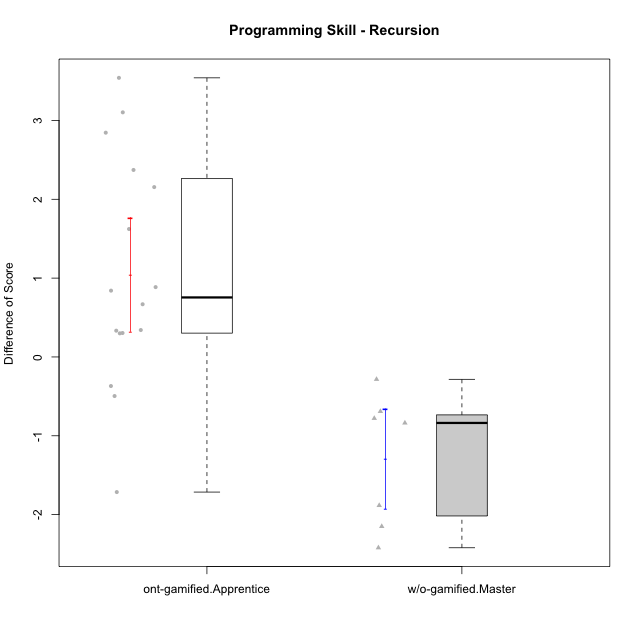 Programming Skill - Recursion
Difference of Score
3
2
1
0
-1
-2
ont-gamified.Apprentice
w/o-gamified.Master